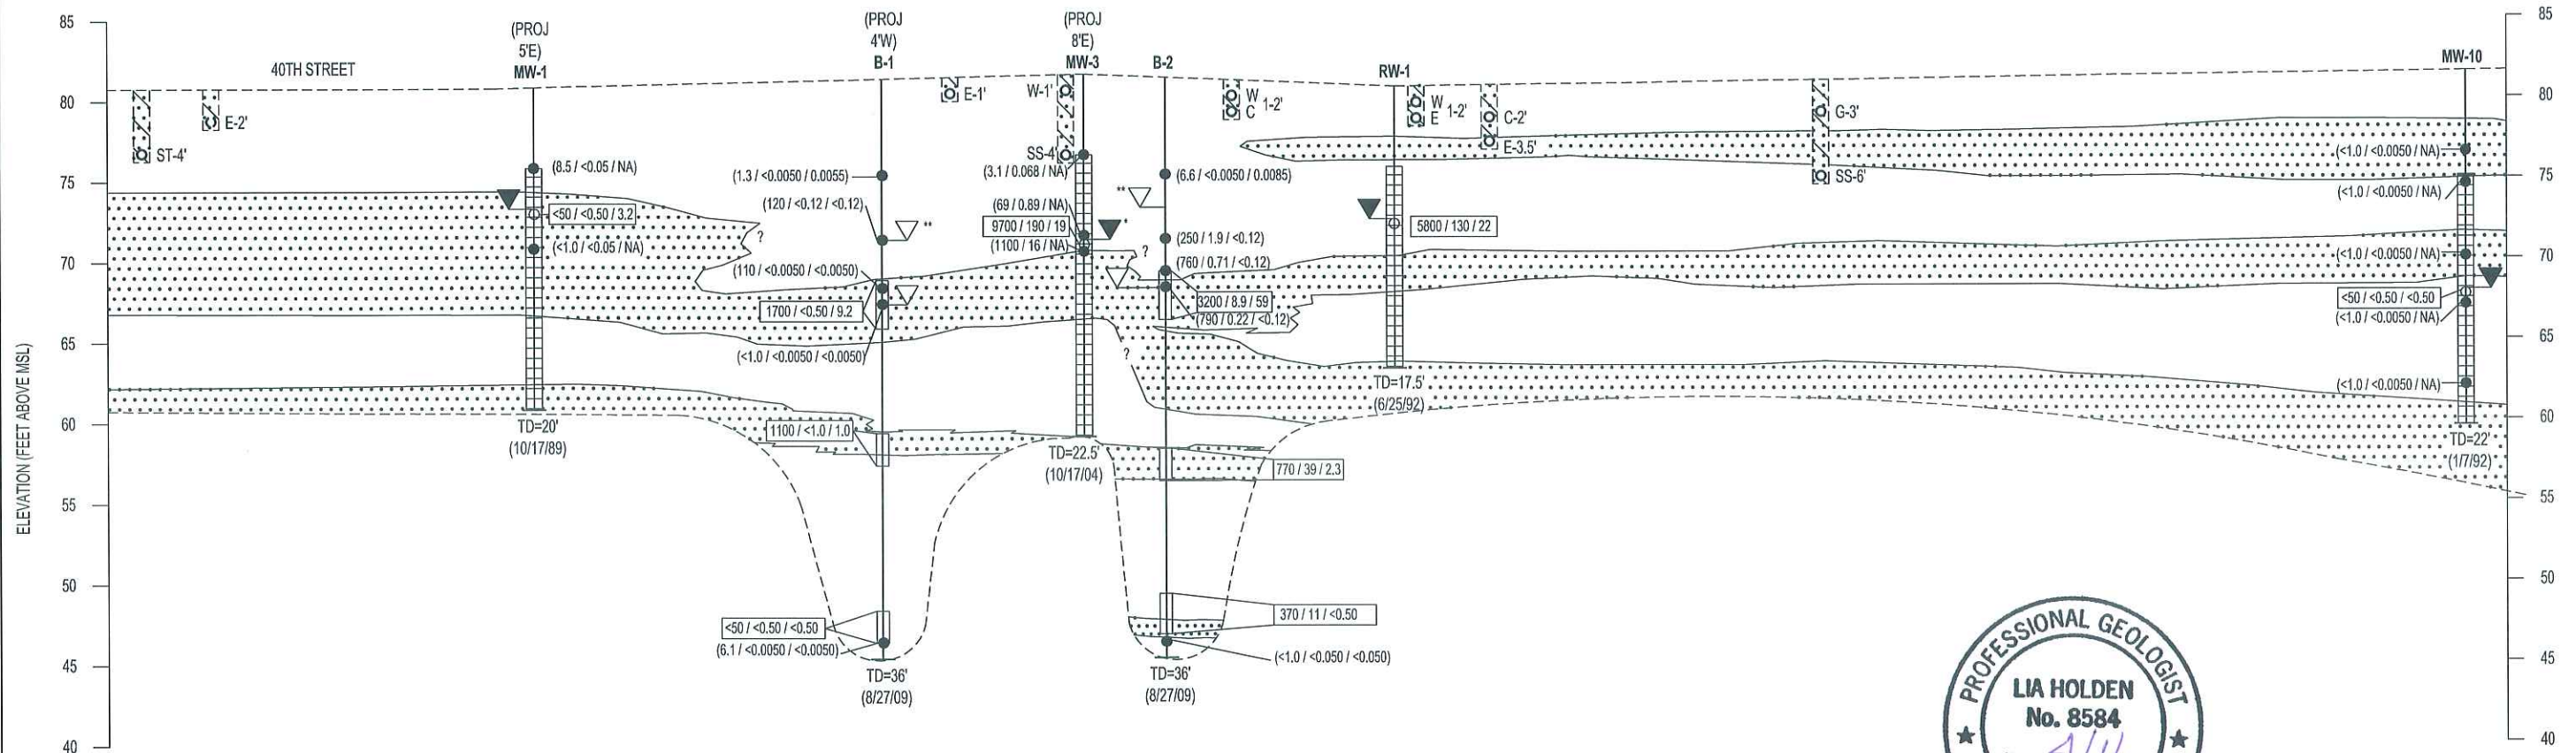 85
80
75
70
65
60
55
50
45
40
ELEVATION (FEET ABOVE MSL)
40TH STREET
ST-4'
E-2'
(PROJ
5'E)
MW-1
(8.5 / <0.05 / NA)
<50 / <0.50 / 3.2
(<1.0 / <0.05 / NA)
TD=20'
(10/17/89)
(PROJ
4'W)
B-1
(1.3 / <0.0050 / 0.0055)
(120 / <0.12 / <0.12)
**
?
(110 / <0.0050 / <0.0050)
1700 / <0.50 / 9.2
(<1.0 / <0.0050 / <0.0050)
1100 / <1.0 / 1.0
<50 / <0.50 / <0.50
(6.1 / <0.0050 / <0.0050)
TD=36'
(8/27/09)
E-1'
(PROJ
8'E)
MW-3
W-1'
SS-4'
(3.1 / 0.068 / NA)
(69 / 0.89 / NA)
9700 / 190 / 19
*
(1100 / 16 / NA)
?
?
TD=22.5'
(10/17/04)
B-2
(6.6 / <0.0050 / 0.0085)
**
(250 / 1.9 / <0.12)
(760 / 0.71 / <0.12)
3200 / 8.9 / 59
(790 / 0.22 / <0.12)
770 / 39 / 2.3
370 / 11 / <0.50
(<1.0 / <0.050 / <0.050)
TD=36'
(8/27/09)
W
C
1-2'
RW-1
W
E
1-2'
5800 / 130 / 22
TD=17.5'
(6/25/92)
C-2'
E-3.5'
G-3'
SS-6'
MW-10
(<1.0 / <0.0050 / NA)
(<1.0 / <0.0050 / NA)
(<1.0 / <0.0050 / NA)
<50 / <0.50 / <0.50
(<1.0 / <0.0050 / NA)
(<1.0 / <0.0050 / NA)
TD=22'
(1/7/92)
85
80
75
70
65
60
55
50
45
40
PROFESSIONAL GEOLOGIST
LIA HOLDEN
No. 8584